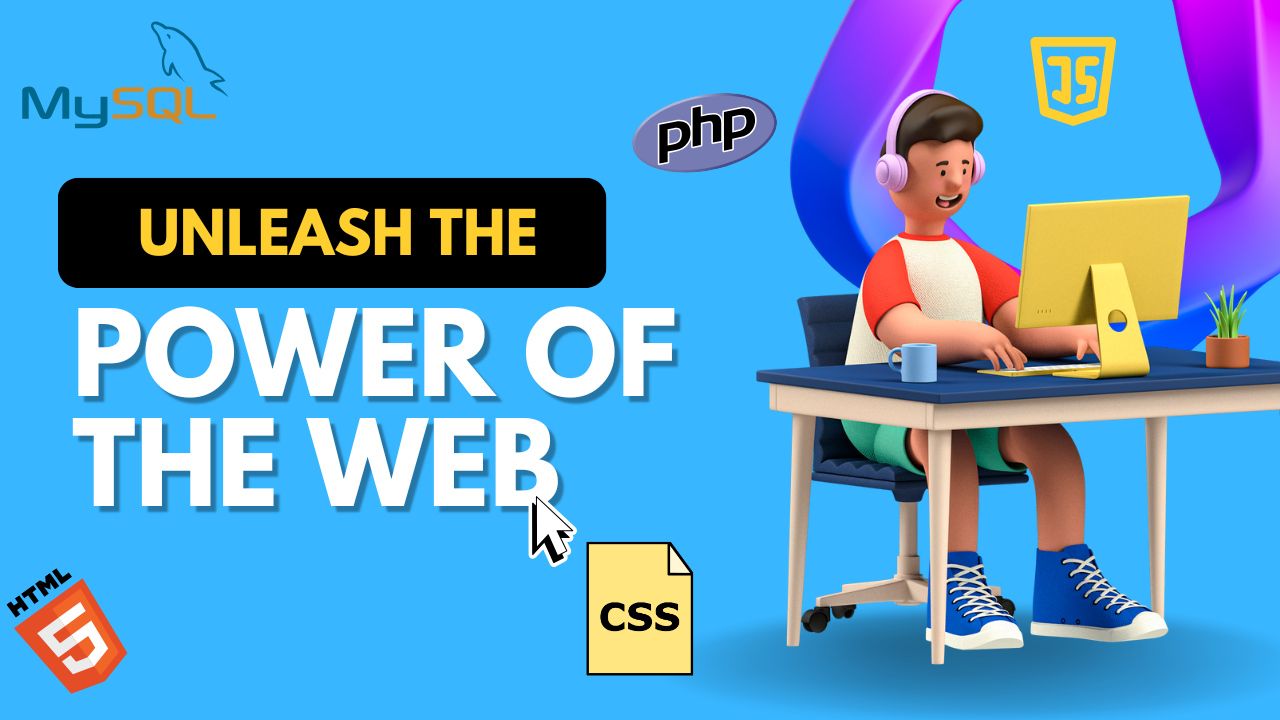 MySQL
php
JS
UNLEASH THE
POWER OF
THE WEB
HTML
5
CSS